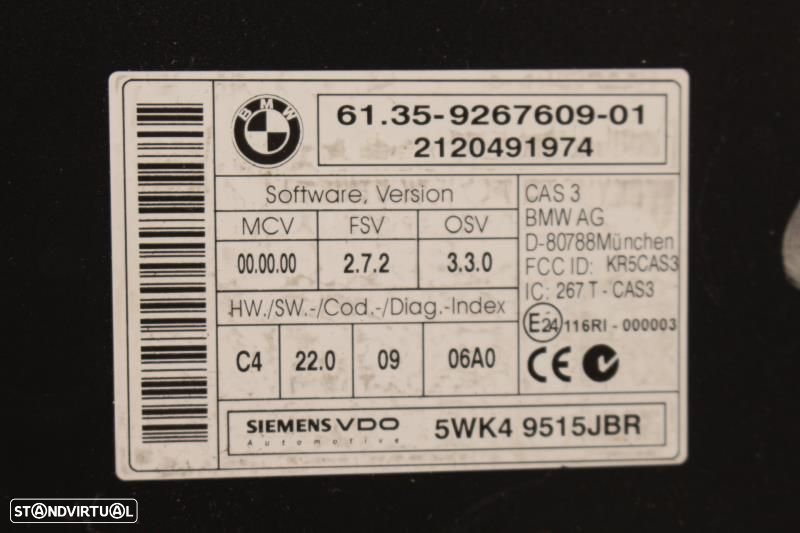 BMW
61.35-9267609-01
2120491974
Software, Version
MCV FSV OSV
00.00.00 2.7.2 3.3.0
HW./SW.-/Cod.-/Diag.-Index
C4 22.0 09 06A0
CAS 3
BMW AG
D-80788München
FCC ID: KR5CAS3
IC: 267 T - CAS3
E24 116RI - 000003
CE
SIEMENS VDO
Automotive
5WK4 9515JBR
STANDVIRTUAL